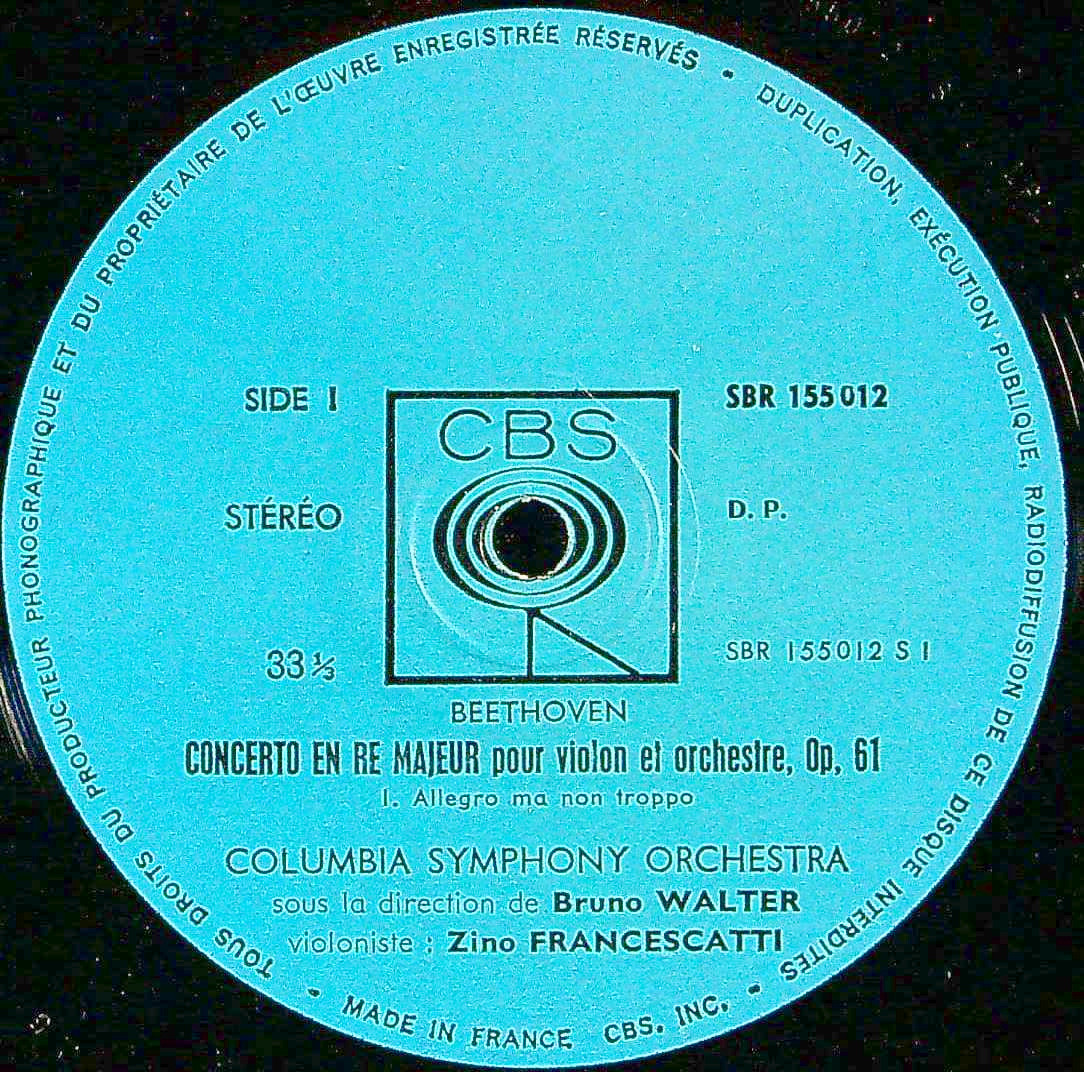 TOUS DROITS DU PRODUCTEUR PHONOGRAPHIQUE ET DU PROPRIÉTAIRE DE L'ŒUVRE ENREGISTRÉE RÉSERVÉS • DUPLICATION, EXÉCUTION PUBLIQUE, RADIODIFFUSION DE CE DISQUE INTERDITES •
SIDE I
SBR 155012
CBS
STÉRÉO
D. P.
33 ⅓
SBR 155012 S I
BEETHOVEN
CONCERTO EN RE MAJEUR pour violon et orchestre, Op, 61
I. Allegro ma non troppo
COLUMBIA SYMPHONY ORCHESTRA
sous la direction de Bruno WALTER
violoniste : Zino FRANCESCATTI
• MADE IN FRANCE CBS. INC.